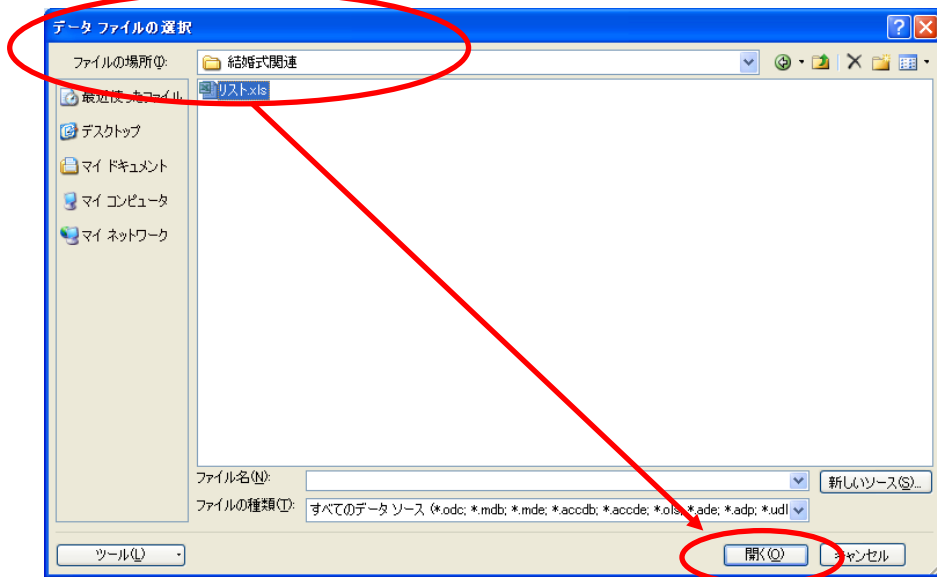 データ ファイルの選択
ファイルの場所(I):
結婚式関連
最近使ったファイル
リスト.xls
デスクトップ
マイ ドキュメント
マイ コンピュータ
マイ ネットワーク
ファイル名(N):
新しいソース(S)...
ファイルの種類(T):
すべてのデータ ソース (*.odc; *.mdb; *.mde; *.accdb; *.accde; *.ols; *.ade; *.adp; *.udl
ツール(L)
開く(O)
キャンセル